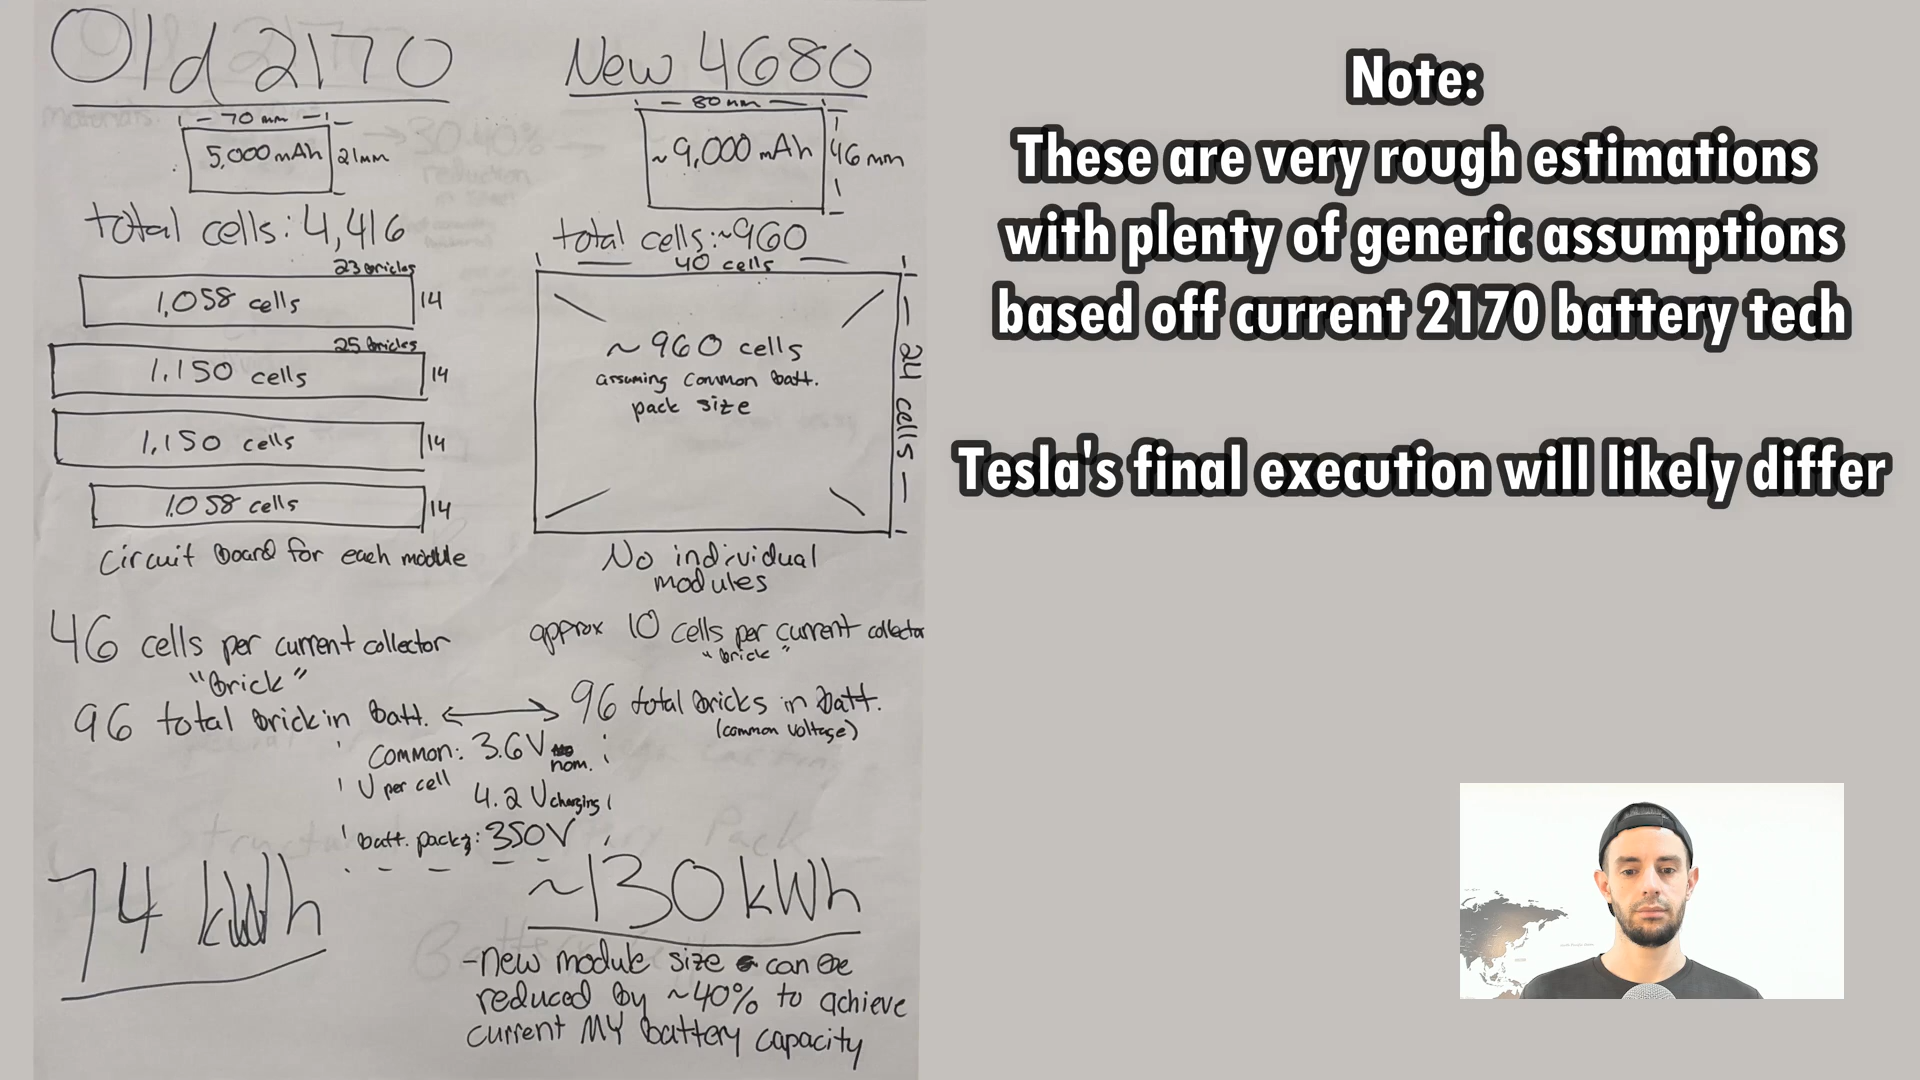 Old 2170
70 mm
5,000 mAh
21mm
total cells: 4,416
23 bricks
1,058 cells
14
25 bricks
1,150 cells
14
1,150 cells
14
1058 cells
14
Circuit board for each module
46 cells per current collector
"brick"
96 total brick in batt.
New 4680
80 mm
~9,000 mAh
46 mm
total cells:~960
40 cells
~ 960 cells
assuming common batt.
pack size
24 cells
No individual
modules
approx 10 cells per current collector
"brick"
96 total bricks in batt.
(common voltage)
Common: 3.6V
nom.
V per cell
4.2 V charging
batt. pack: 350V
74 kWh
~130 kWh
-new module size can be
reduced by ~40% to achieve
current MY battery capacity
Note:
These are very rough estimations
with plenty of generic assumptions
based off current 2170 battery tech
Tesla's final execution will likely differ